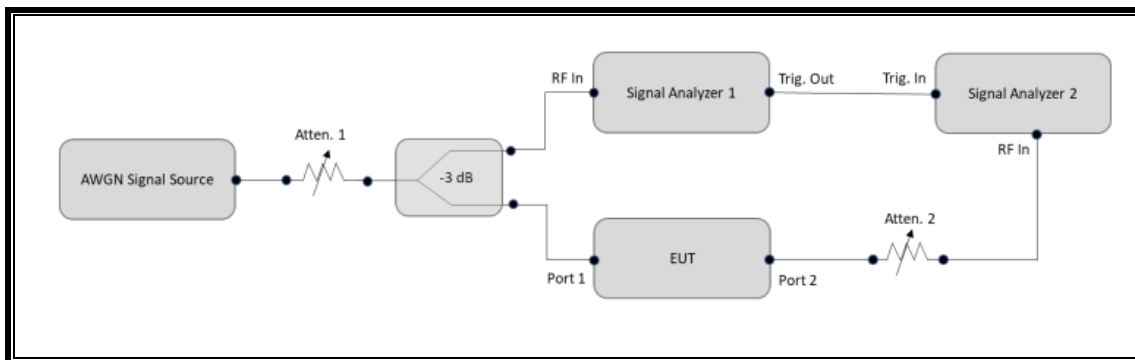 RF In
Signal Analyzer 1
Trig. Out
Trig. In
Signal Analyzer 2
RF In
Atten. 1
AWGN Signal Source
-3 dB
Atten. 2
Port 1
EUT
Port 2